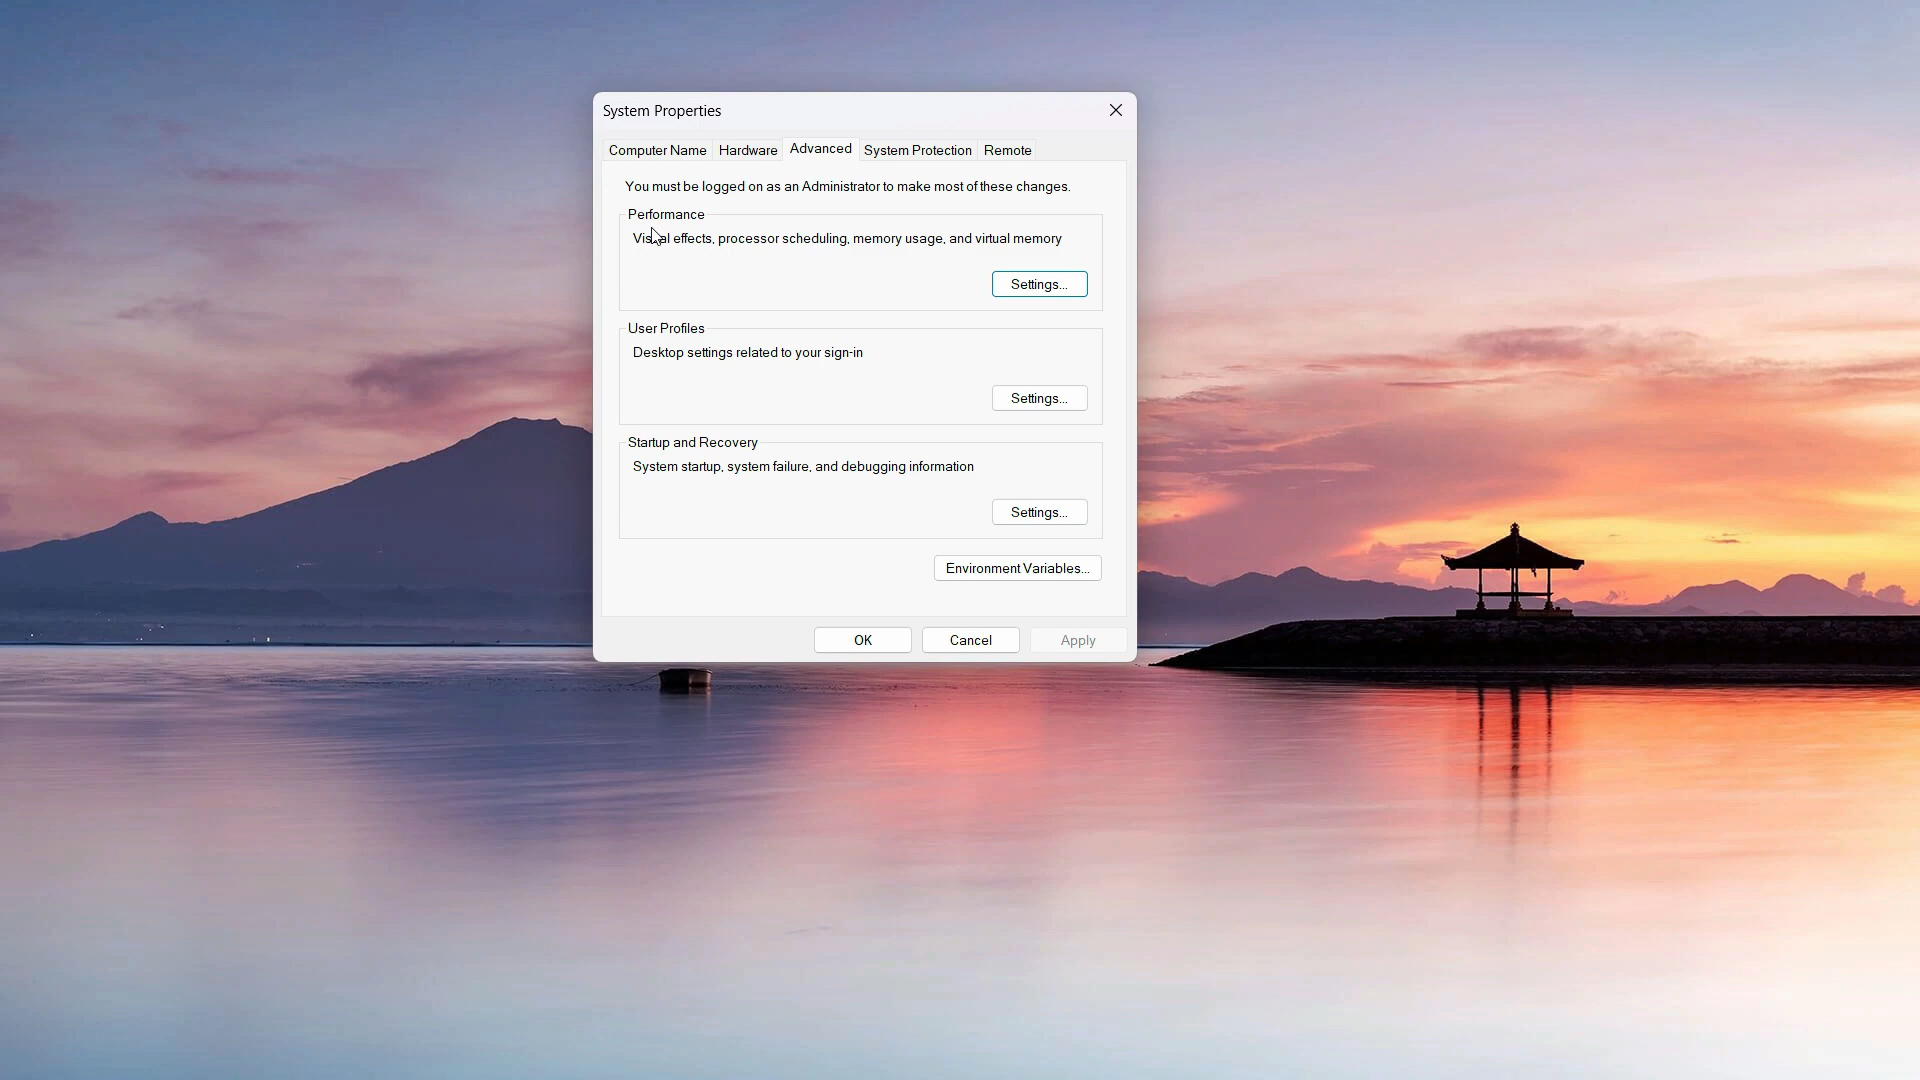 System Properties
Computer Name
Hardware
Advanced
System Protection
Remote
You must be logged on as an Administrator to make most of these changes.
Performance
Visual effects, processor scheduling, memory usage, and virtual memory
Settings...
User Profiles
Desktop settings related to your sign-in
Settings...
Startup and Recovery
System startup, system failure, and debugging information
Settings...
Environment Variables...
OK
Cancel
Apply